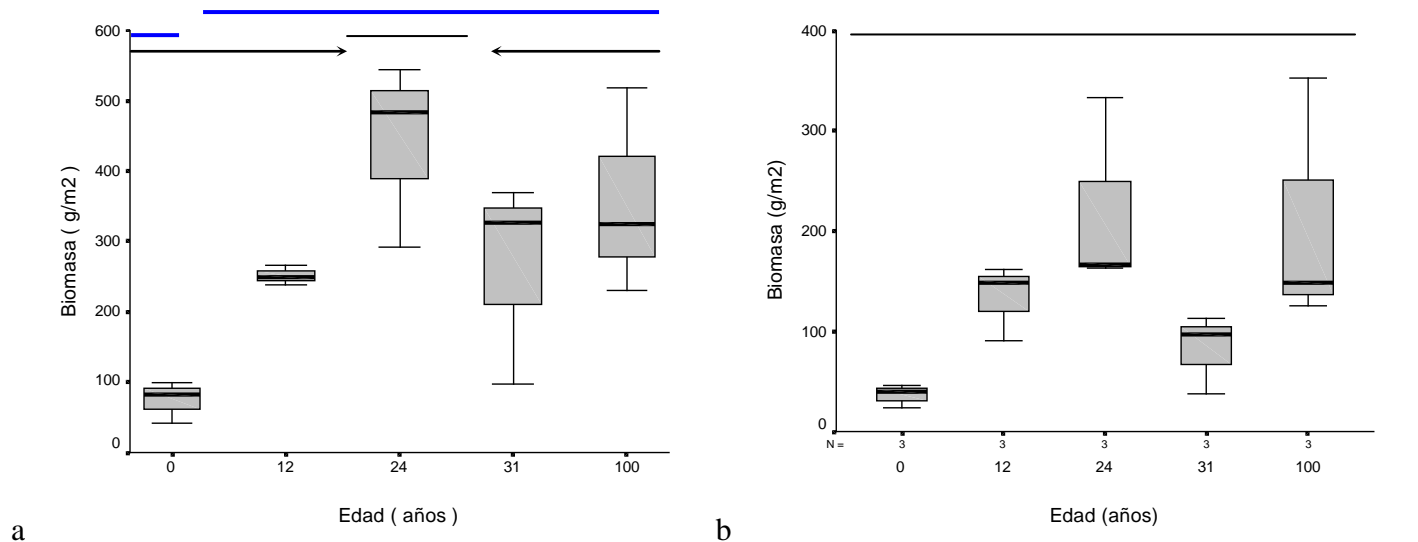 600
500
400
300
200
100
0
Biomasa ( g/m2 )
0 12 24 31 100
Edad ( años )
a
400
300
200
100
0
Biomasa (g/m2)
N = 3 3 3 3 3
0 12 24 31 100
Edad (años)
b